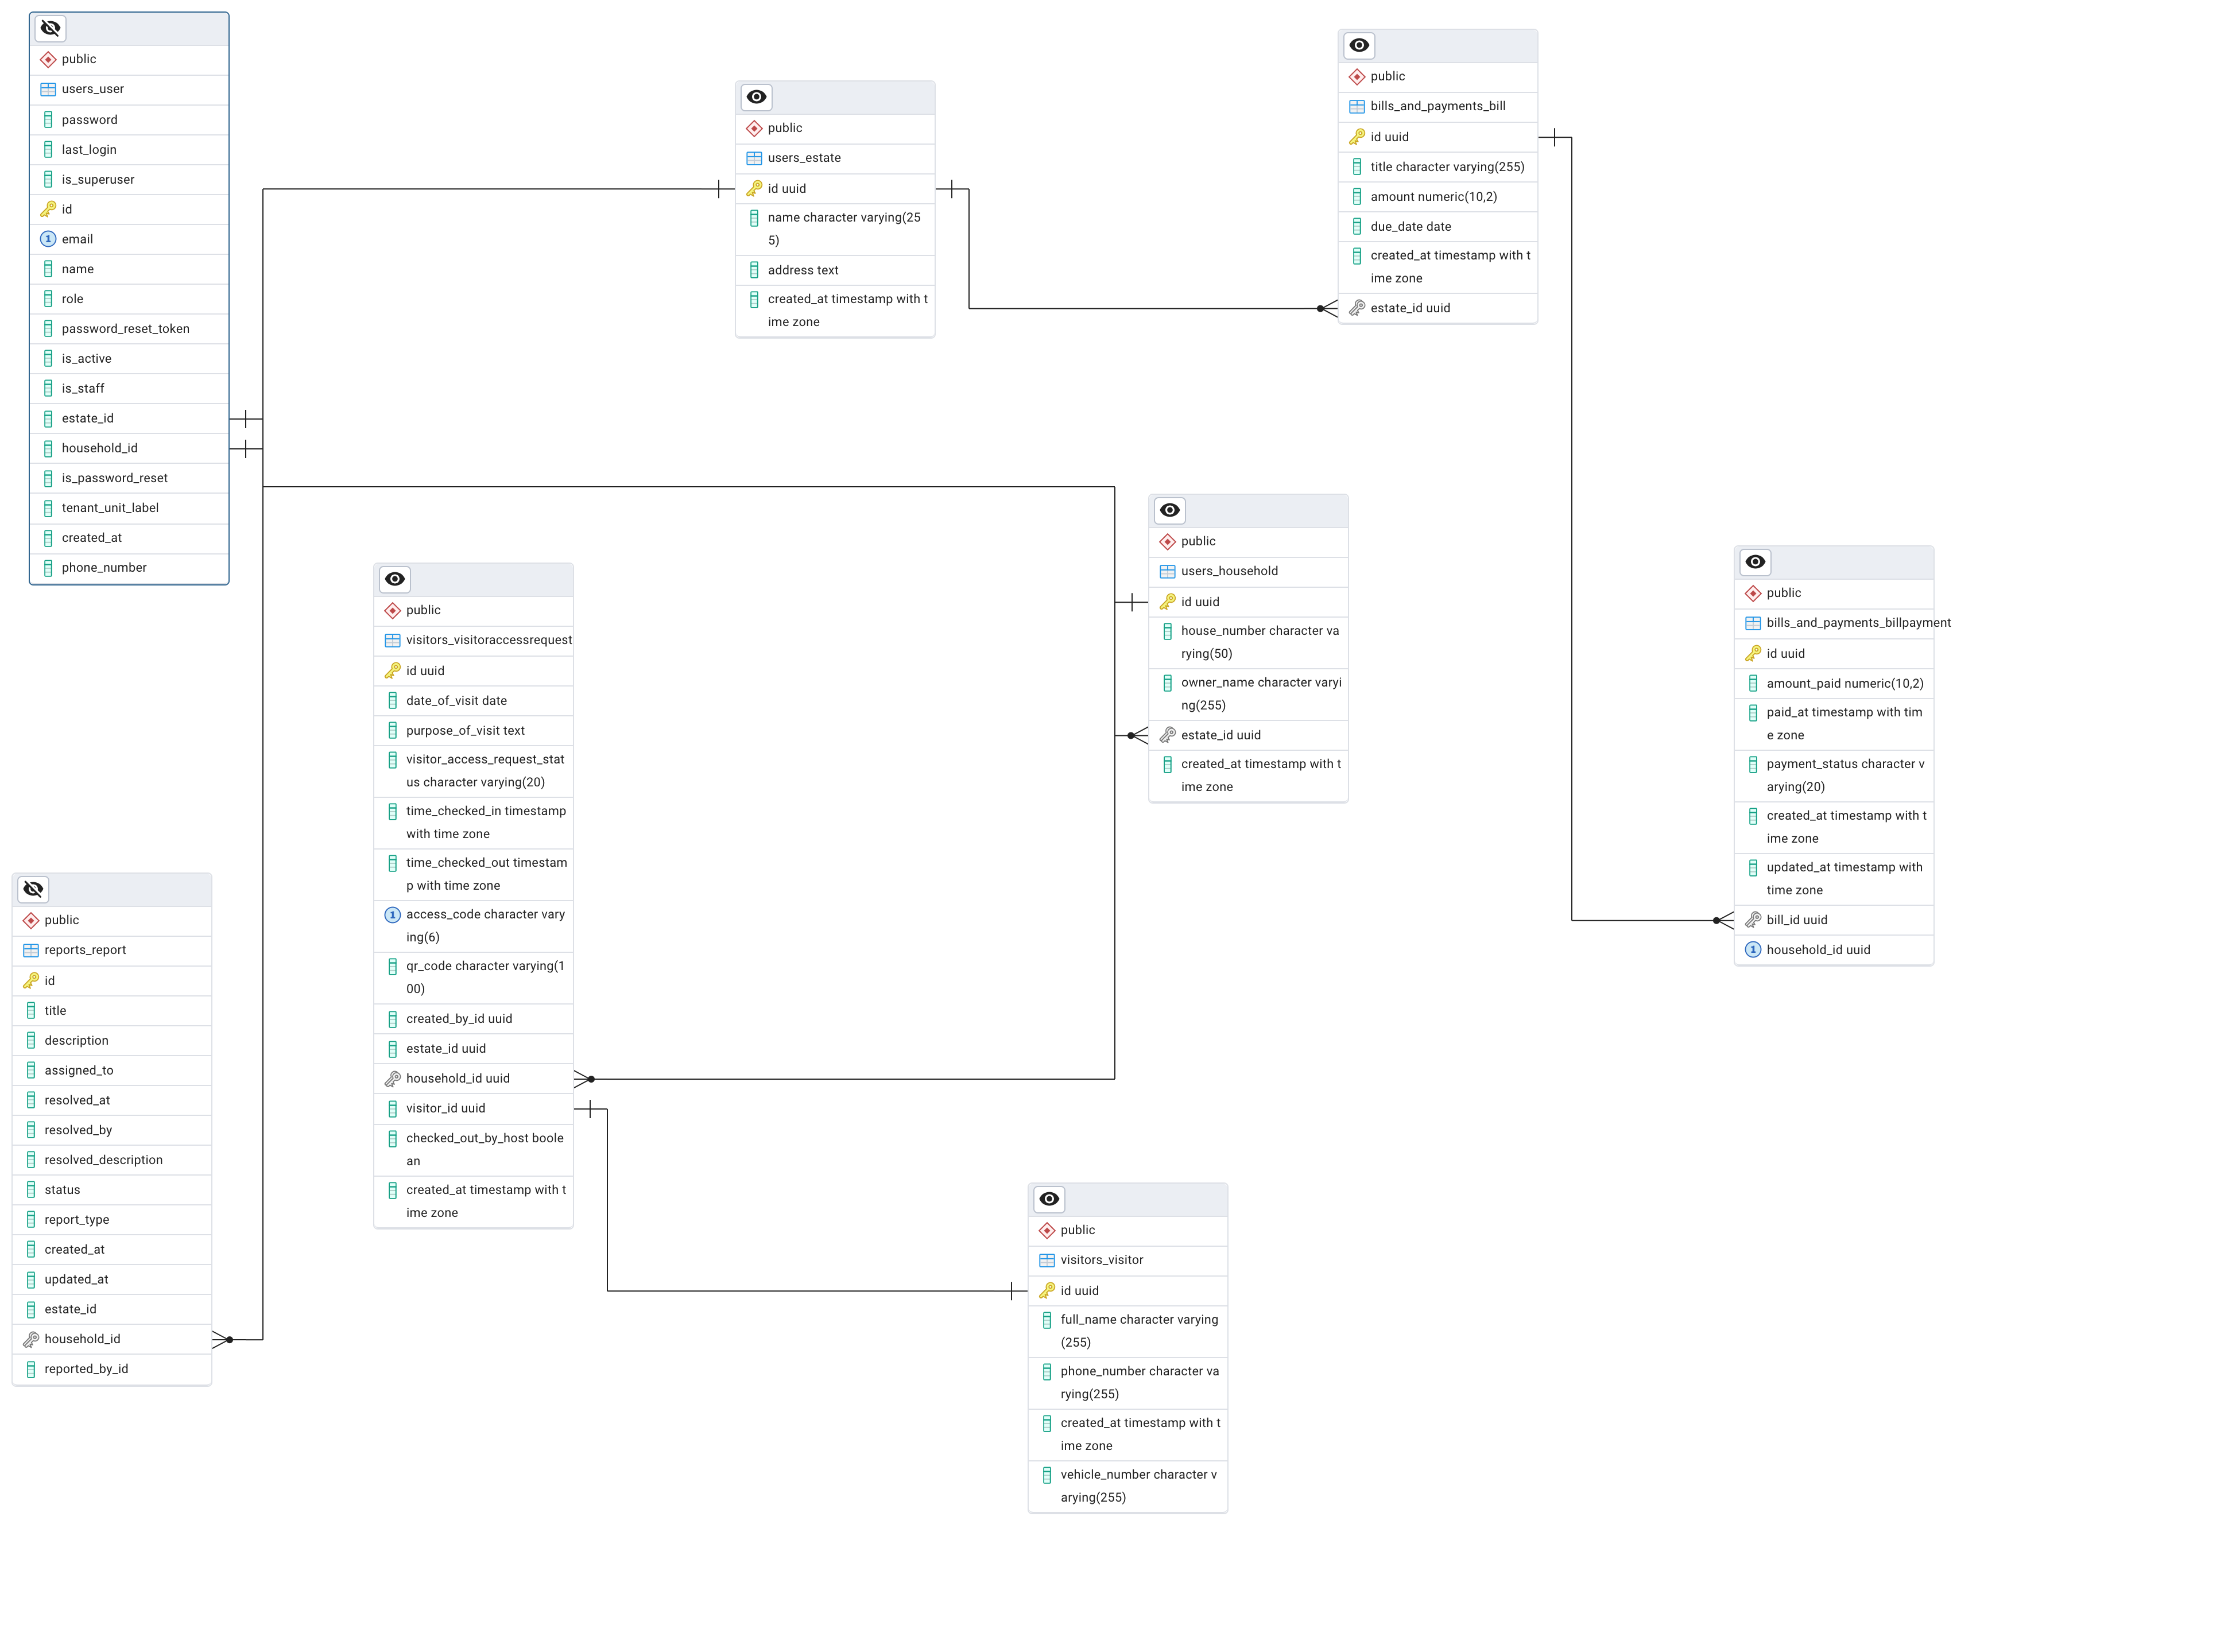 public
users_user
password
last_login
is_superuser
id
1
email
name
role
password_reset_token
is_active
is_staff
estate_id
household_id
is_password_reset
tenant_unit_label
created_at
phone_number
public
users_estate
id uuid
name character varying(25
5)
address text
created_at timestamp with t
ime zone
public
bills_and_payments_bill
id uuid
title character varying(255)
amount numeric(10,2)
due_date date
created_at timestamp with t
ime zone
estate_id uuid
public
visitors_visitoraccessrequest
id uuid
date_of_visit date
purpose_of_visit text
visitor_access_request_stat
us character varying(20)
time_checked_in timestamp
with time zone
time_checked_out timestam
p with time zone
1
access_code character vary
ing(6)
qr_code character varying(1
00)
created_by_id uuid
estate_id uuid
household_id uuid
visitor_id uuid
checked_out_by_host boole
an
created_at timestamp with t
ime zone
public
users_household
id uuid
house_number character va
rying(50)
owner_name character varyi
ng(255)
estate_id uuid
created_at timestamp with t
ime zone
public
bills_and_payments_billpayment
id uuid
amount_paid numeric(10,2)
paid_at timestamp with tim
e zone
payment_status character v
arying(20)
created_at timestamp with t
ime zone
updated_at timestamp with
time zone
bill_id uuid
1
household_id uuid
public
reports_report
id
title
description
assigned_to
resolved_at
resolved_by
resolved_description
status
report_type
created_at
updated_at
estate_id
household_id
reported_by_id
public
visitors_visitor
id uuid
full_name character varying
(255)
phone_number character va
rying(255)
created_at timestamp with t
ime zone
vehicle_number character v
arying(255)